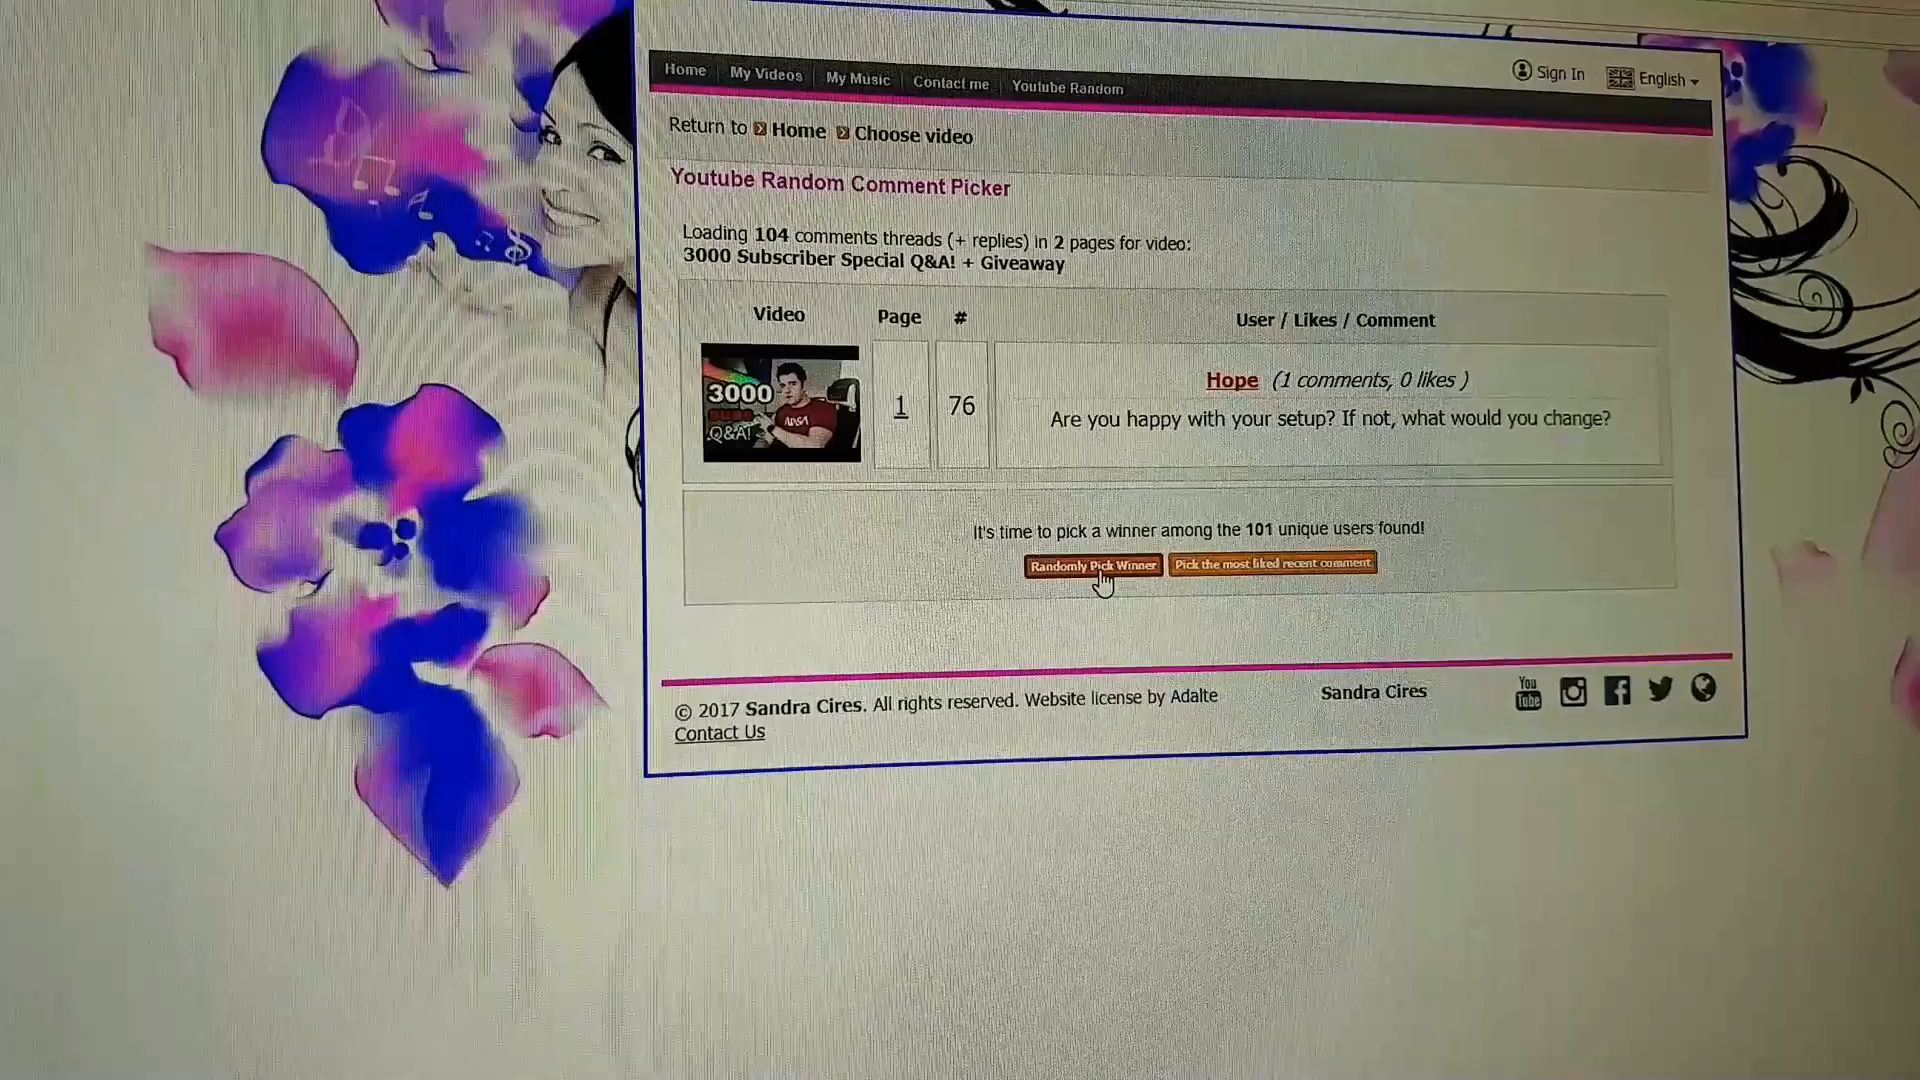 Home My Videos My Music Contact me Youtube Random
Sign In English
Return to Home Choose video
Youtube Random Comment Picker
Loading 104 comments threads (+ replies) in 2 pages for video:
3000 Subscriber Special Q&A! + Giveaway
Video Page # User / Likes / Comment
3000
Q&A!
NASA
1 76
Hope (1 comments, 0 likes )
Are you happy with your setup? If not, what would you change?
It's time to pick a winner among the 101 unique users found!
Randomly Pick Winner Pick the most liked recent comment
© 2017 Sandra Cires. All rights reserved. Website license by Adalte
Sandra Cires
You
Tube
Contact Us